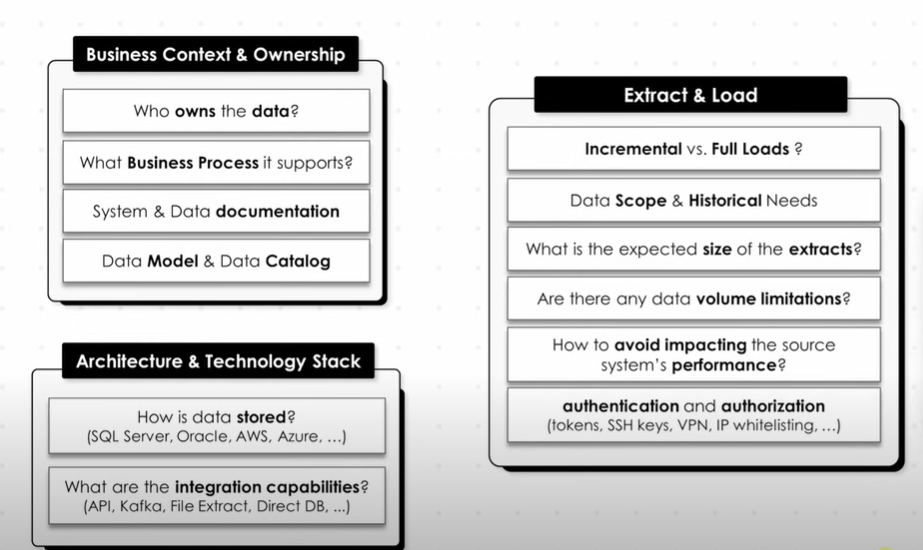 Business Context & Ownership
Who owns the data?
What Business Process it supports?
System & Data documentation
Data Model & Data Catalog
Architecture & Technology Stack
How is data stored?
(SQL Server, Oracle, AWS, Azure, ...)
What are the integration capabilities?
(API, Kafka, File Extract, Direct DB, ...)
Extract & Load
Incremental vs. Full Loads ?
Data Scope & Historical Needs
What is the expected size of the extracts?
Are there any data volume limitations?
How to avoid impacting the source
system's performance?
authentication and authorization
(tokens, SSH keys, VPN, IP whitelisting, ...)